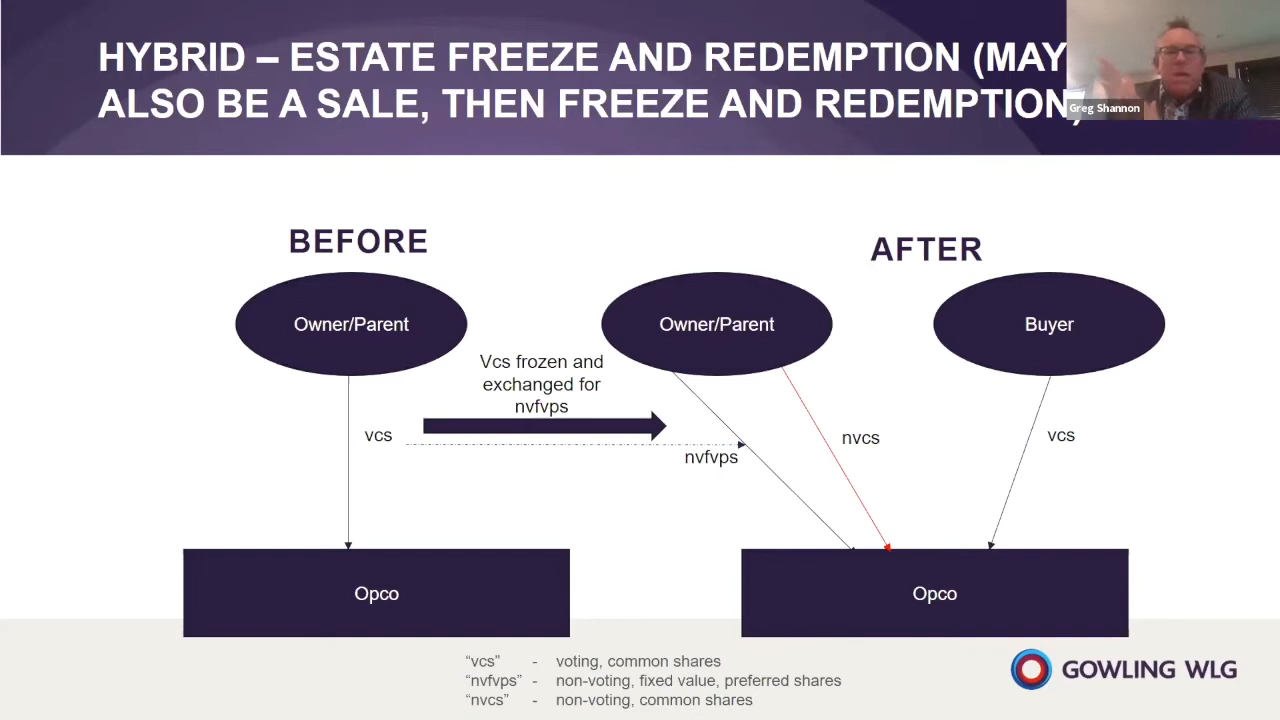 HYBRID – ESTATE FREEZE AND REDEMPTION (MAY
ALSO BE A SALE, THEN FREEZE AND REDEMPTION)
Greg Shannon
BEFORE
AFTER
Owner/Parent
Owner/Parent
Buyer
Vcs frozen and
exchanged for
nvfvps
vcs
nvfvps
nvcs
vcs
Opco
Opco
“vcs” - voting, common shares
“nvfvps” - non-voting, fixed value, preferred shares
“nvcs” - non-voting, common shares
GOWLING WLG